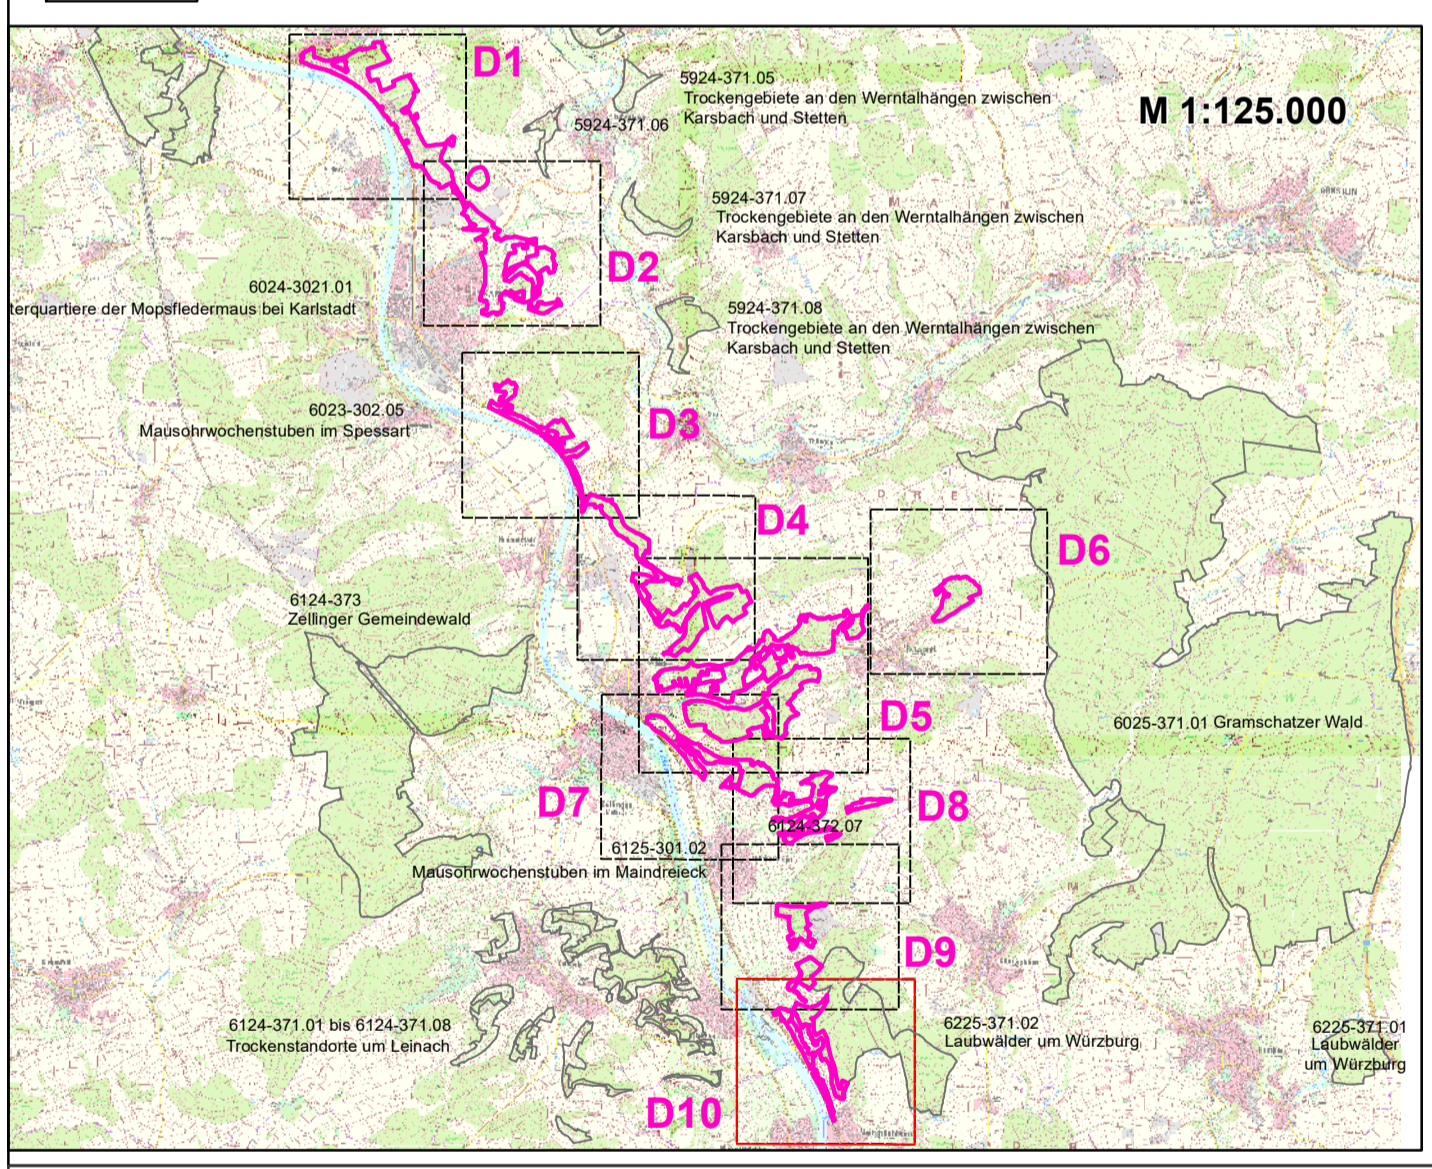 D1
5924-371.05
Trockengebiete an den Werntalhängen zwischen
Karsbach und Stetten
M 1:125.000
5924-371.06
5924-371.07
Trockengebiete an den Werntalhängen zwischen
Karsbach und Stetten
D2
6024-3021.01
terquartiere der Mopsfledermaus bei Karlstadt
5924-371.08
Trockengebiete an den Werntalhängen zwischen
Karsbach und Stetten
6023-302.05
Mausohrwochenstuben im Spessart
D3
D4
D6
6124-373
Zellinger Gemeindewald
D5
6025-371.01 Gramschatzer Wald
D7
D8
6124-372.07
6125-301.02
Mausohrwochenstuben im Maindreieck
D9
6124-371.01 bis 6124-371.08
Trockenstandorte um Leinach
6225-371.02
Laubwälder um Würzburg
6225-371.01
Laubwälder
um Würzburg
D10